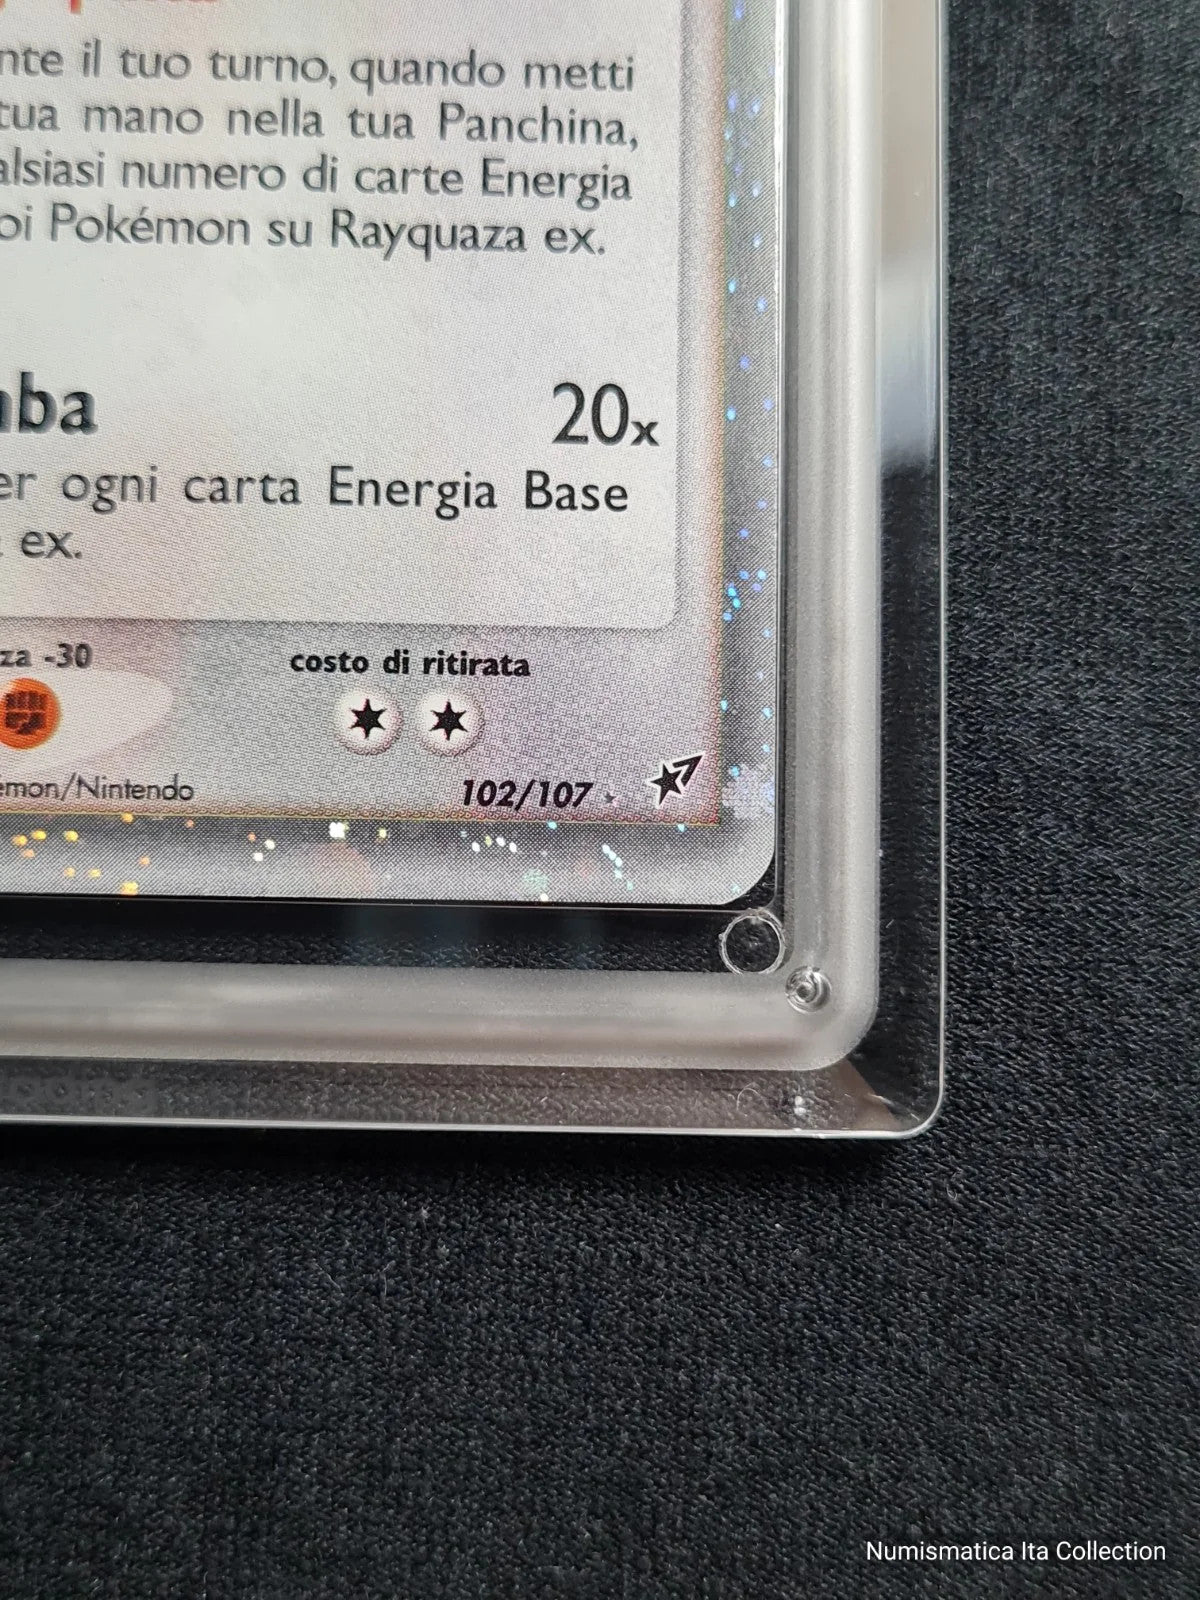 nte il tuo turno, quando metti
tua mano nella tua Panchina,
alsiasi numero di carte Energia
oi Pokémon su Rayquaza ex.
mba 20x
er ogni carta Energia Base
ex.
za -30 costo di ritirata
émon/Nintendo 102/107
Numismatica Ita Collection